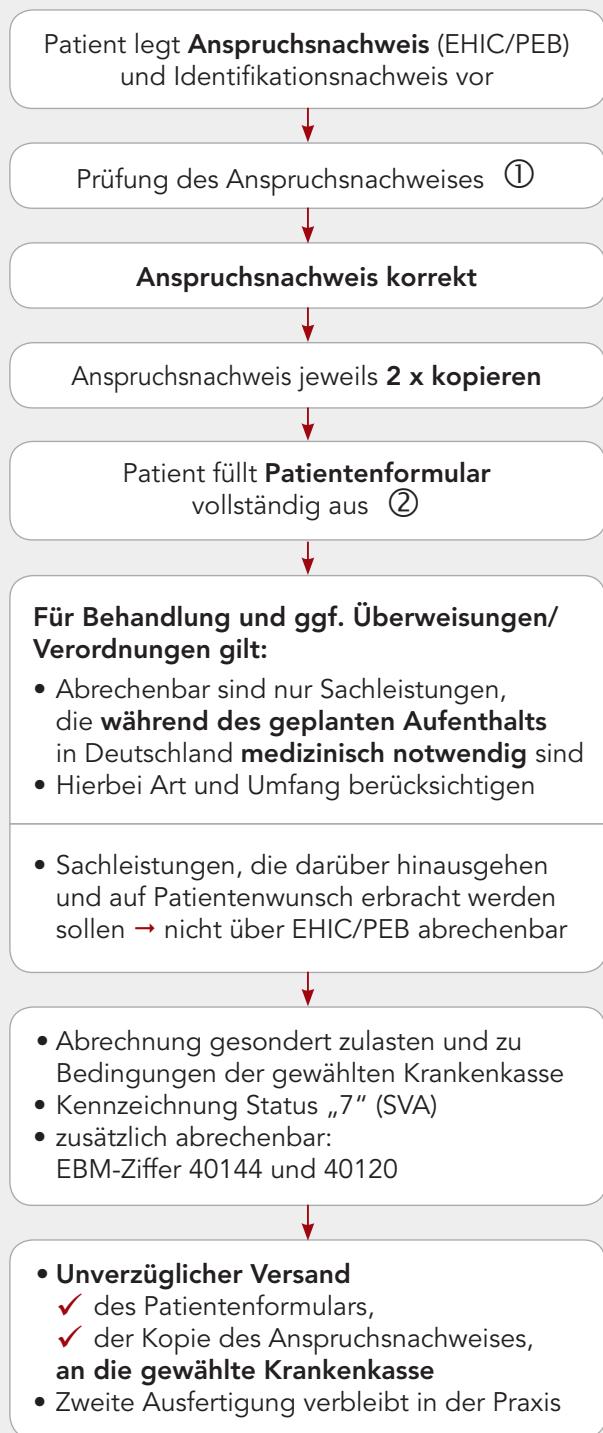 Patient legt Anspruchsnachweis (EHIC/PEB)
und Identifikationsnachweis vor
Prüfung des Anspruchsnachweises ①
Anspruchsnachweis korrekt
Anspruchsnachweis jeweils 2 x kopieren
Patient füllt Patientenformular
vollständig aus ②
Für Behandlung und ggf. Überweisungen/
Verordnungen gilt:
• Abrechenbar sind nur Sachleistungen,
die während des geplanten Aufenthalts
in Deutschland medizinisch notwendig sind
• Hierbei Art und Umfang berücksichtigen
• Sachleistungen, die darüber hinausgehen
und auf Patientenwunsch erbracht werden
sollen → nicht über EHIC/PEB abrechenbar
• Abrechnung gesondert zulasten und zu
Bedingungen der gewählten Krankenkasse
• Kennzeichnung Status „7“ (SVA)
• zusätzlich abrechenbar:
EBM-Ziffer 40144 und 40120
• Unverzüglicher Versand
✓ des Patientenformulars,
✓ der Kopie des Anspruchsnachweises,
an die gewählte Krankenkasse
• Zweite Ausfertigung verbleibt in der Praxis